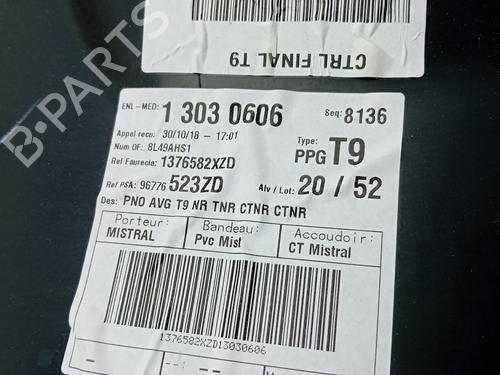 B-PARTS
CTRL FINAL T9
ENL-MED: 1 303 0606 Seq: 8136
Appel recu: 30/10/18 - 17:01
Num OF: 8L49AHS1 Type: PPG T9
Ref Faurecia: 1376582XZD
Ref PSA: 96776 523ZD Alv / Lot: 20 / 52
Des: PNO AVG T9 NR TNR CTNR CTNR
Porteur: Bandeau: Accoudoir:
MISTRAL Pvc Mist CT Mistral
1376582XZD13030606
- --:--